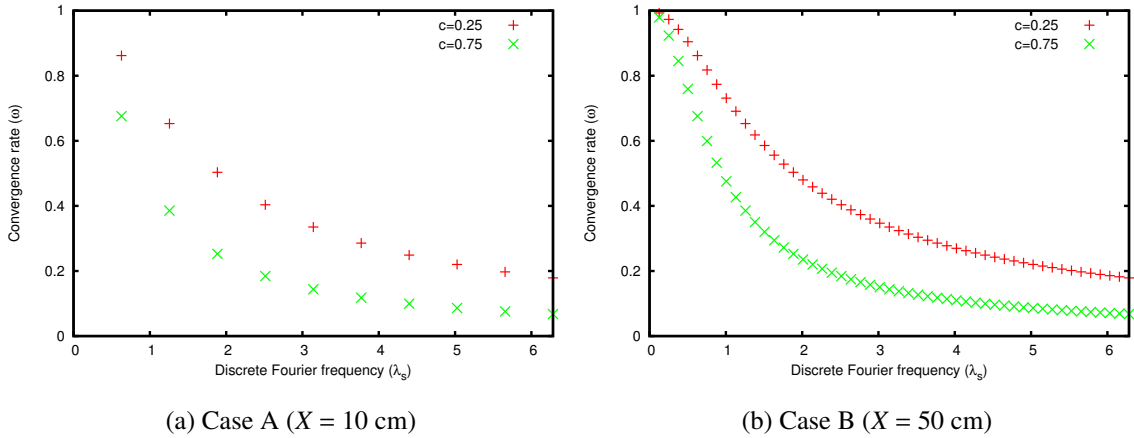 c=0.25
c=0.75
Convergence rate (ω)
1
0.8
0.6
0.4
0.2
0
0 1 2 3 4 5 6
Discrete Fourier frequency (λs)
(a) Case A (X = 10 cm)
c=0.25
c=0.75
Convergence rate (ω)
1
0.8
0.6
0.4
0.2
0
0 1 2 3 4 5 6
Discrete Fourier frequency (λs)
(b) Case B (X = 50 cm)